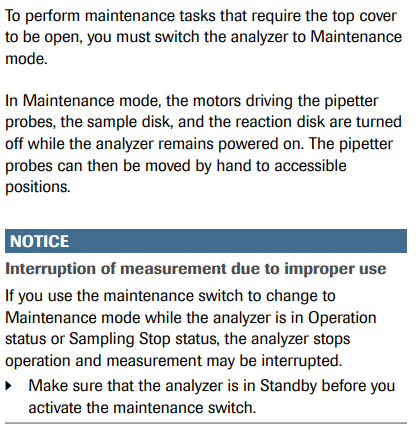 To perform maintenance tasks that require the top cover
to be open, you must switch the analyzer to Maintenance
mode.
In Maintenance mode, the motors driving the pipetter
probes, the sample disk, and the reaction disk are turned
off while the analyzer remains powered on. The pipetter
probes can then be moved by hand to accessible
positions.
NOTICE
Interruption of measurement due to improper use
If you use the maintenance switch to change to
Maintenance mode while the analyzer is in Operation
status or Sampling Stop status, the analyzer stops
operation and measurement may be interrupted.
▶ Make sure that the analyzer is in Standby before you
activate the maintenance switch.